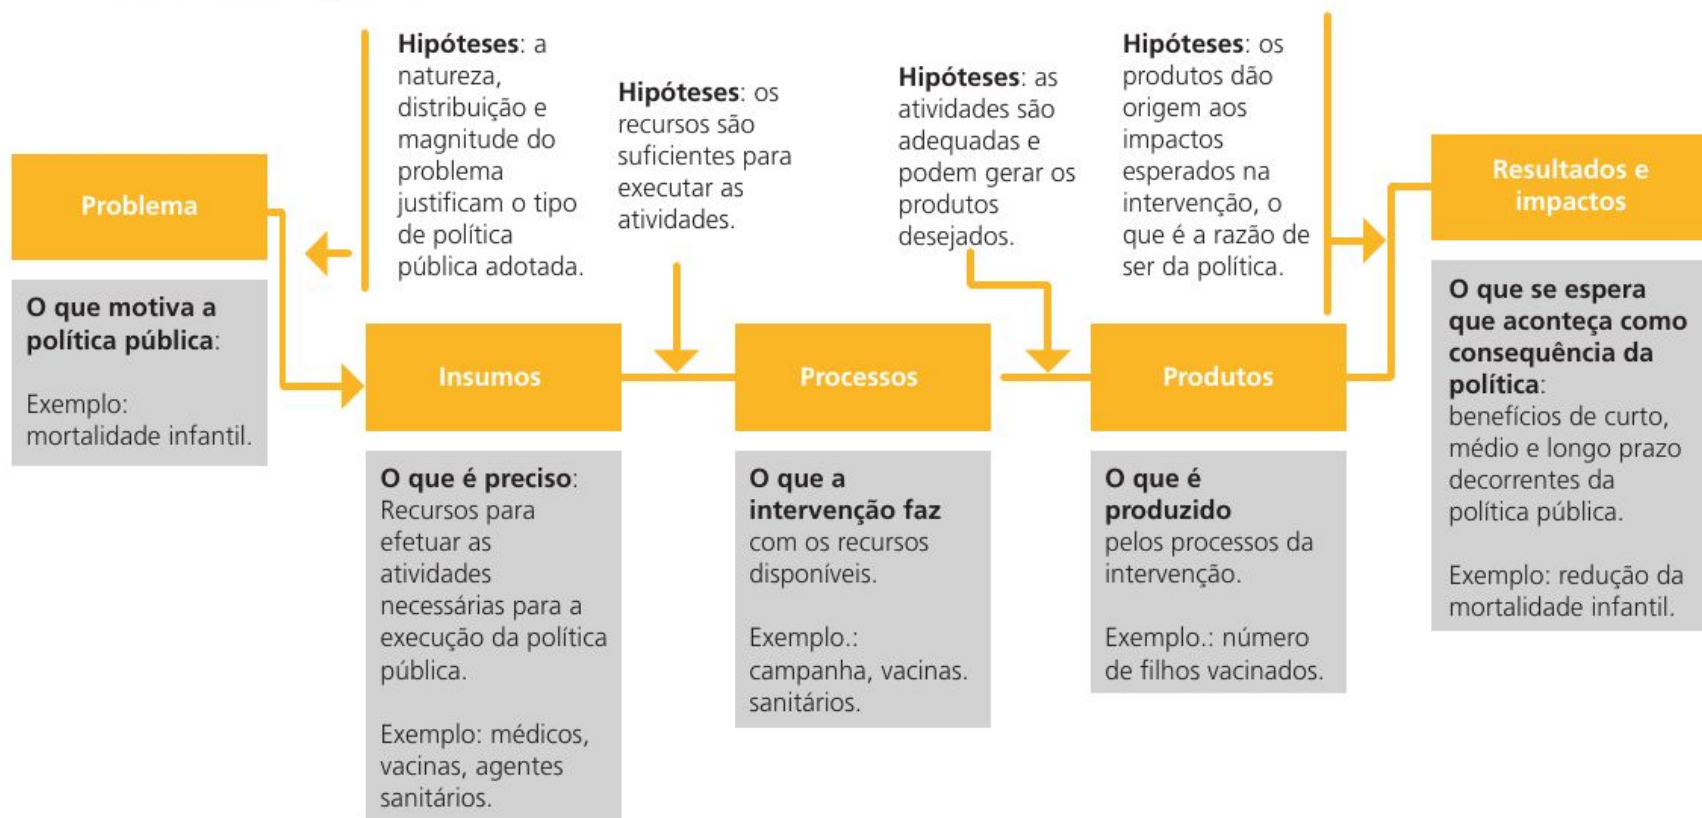 Hipóteses: a
natureza,
distribuição e
magnitude do
problema
justificam o tipo
de política
pública adotada.
Hipóteses: os
recursos são
suficientes para
executar as
atividades.
Hipóteses: as
atividades são
adequadas e
podem gerar os
produtos
desejados.
Hipóteses: os
produtos dão
origem aos
impactos
esperados na
intervenção, o
que é a razão de
ser da política.
Problema
O que motiva a
política pública:
Exemplo:
mortalidade infantil.
Insumos
O que é preciso:
Recursos para
efetuar as
atividades
necessárias para a
execução da política
pública.
Exemplo: médicos,
vacinas, agentes
sanitários.
Processos
O que a
intervenção faz
com os recursos
disponíveis.
Exemplo.:
campanha, vacinas.
sanitários.
Produtos
O que é
produzido
pelos processos da
intervenção.
Exemplo.: número
de filhos vacinados.
Resultados e
impactos
O que se espera
que aconteça como
consequência da
política:
benefícios de curto,
médio e longo prazo
decorrentes da
política pública.
Exemplo: redução da
mortalidade infantil.